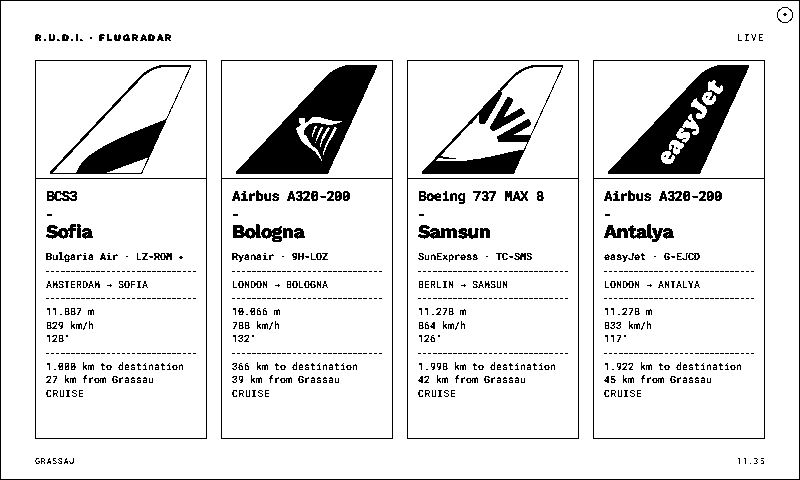 R.U.D.I. · FLUGRADAR
LIVE
easyJet
BCS3
-
Sofia
Bulgaria Air · LZ-ROM ✦
AMSTERDAM → SOFIA
11.887 m
829 km/h
128°
1.000 km to destination
27 km from Grassau
CRUISE
Airbus A320-200
-
Bologna
Ryanair · 9H-LOZ
LONDON → BOLOGNA
10.066 m
788 km/h
132°
366 km to destination
39 km from Grassau
CRUISE
Boeing 737 MAX 8
-
Samsun
SunExpress · TC-SMS
BERLIN → SAMSUN
11.278 m
864 km/h
126°
1.998 km to destination
42 km from Grassau
CRUISE
Airbus A320-200
-
Antalya
easyJet · G-EJCD
LONDON → ANTALYA
11.278 m
833 km/h
117°
1.922 km to destination
45 km from Grassau
CRUISE
GRASSAU
11:35